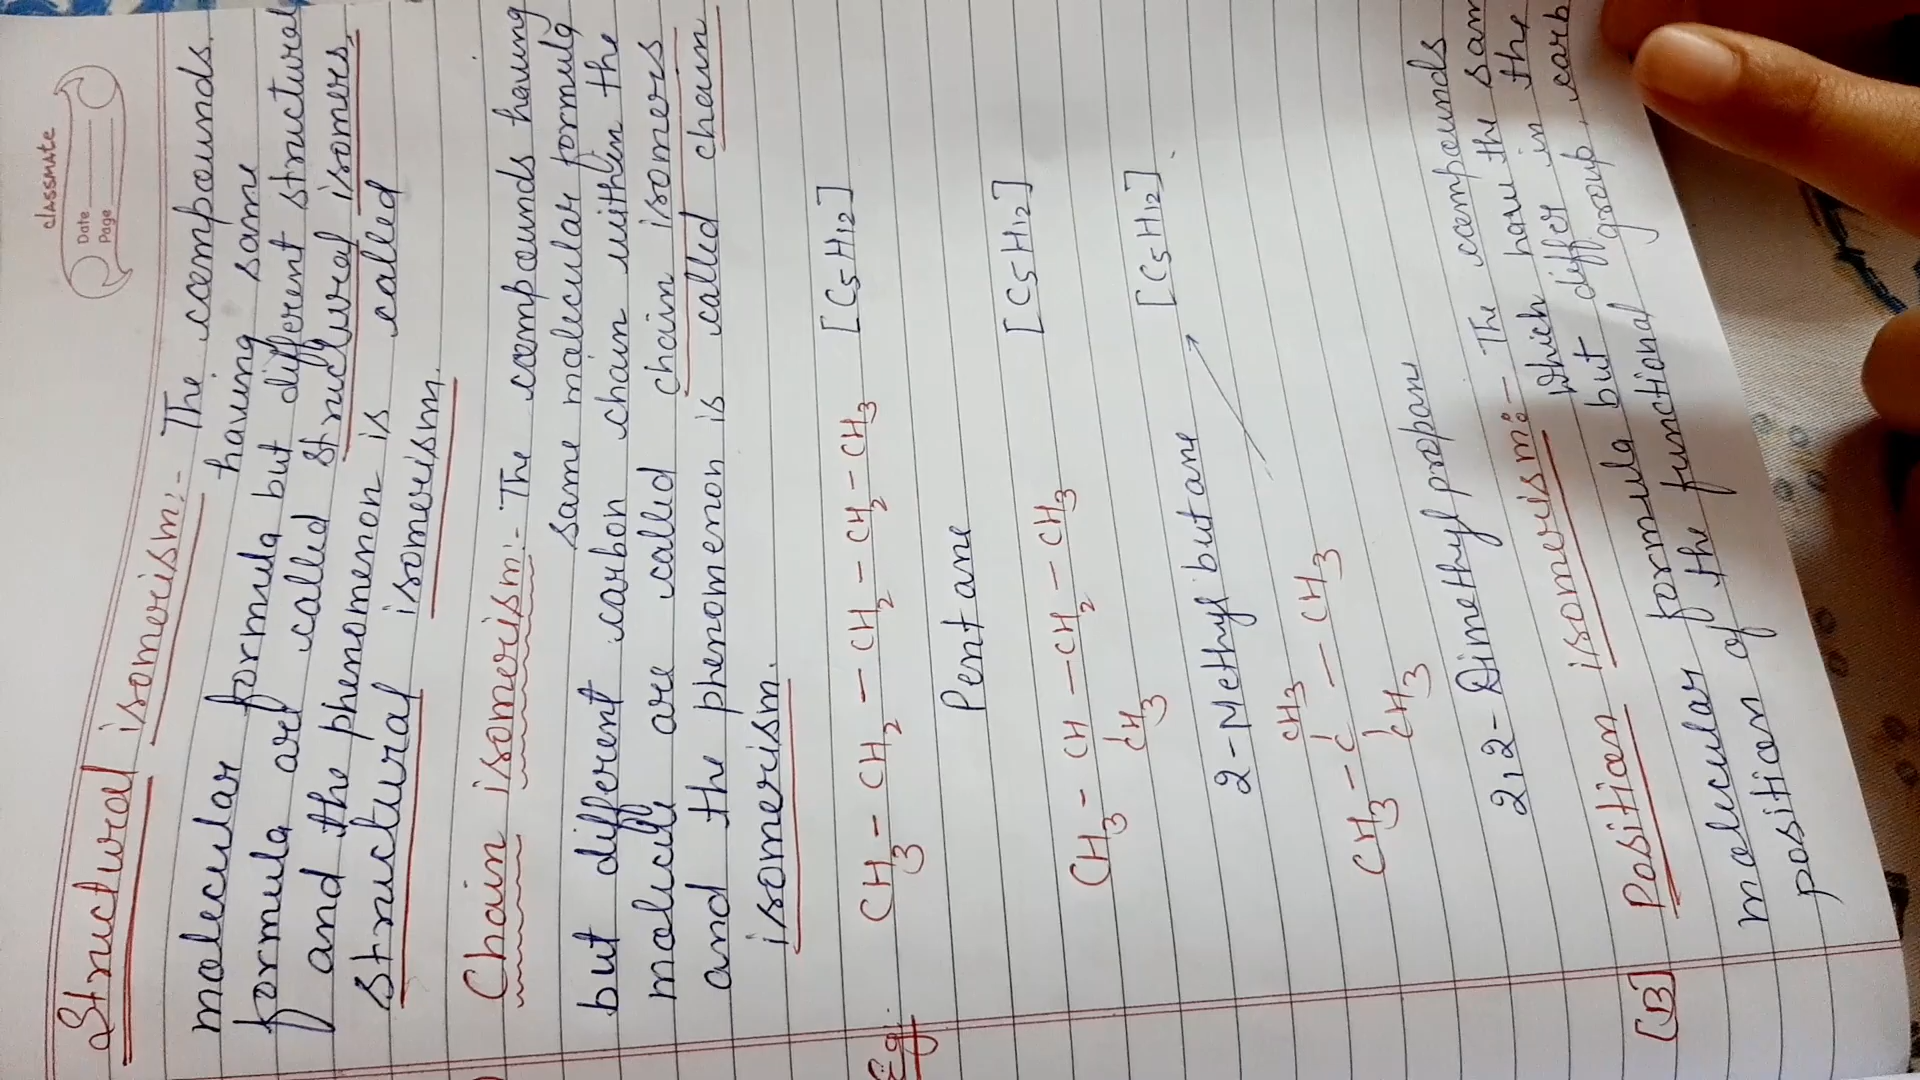 classmate
Date
Page
Structural isomerism:- The compounds
having same
molecular formula but different structural
formula are called structural isomers
and the phenomenon is called
structural isomerism.
Chain isomerism:- The compounds having
same molecular formula
but different carbon chain within the
molecule are called chain isomers
and the phenomenon is called chain
isomerism.
Eg. CH3 - CH2 - CH2 - CH2 - CH3 [C5H12]
Pentane
CH3 - CH - CH2 - CH3 [C5H12]
CH3
2-Methyl butane [C5H12]
CH3
CH3 - C - CH3
CH3
2,2-Dimethyl propane
[B] Position isomerism:- The compounds
which have the sam
molecular formula but differ in the
position of the functional group, carb